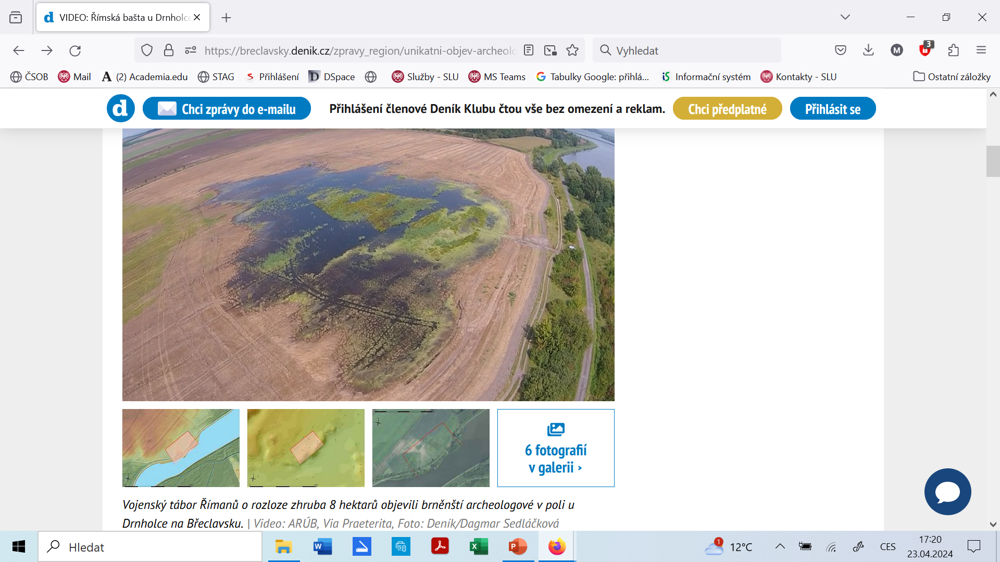 VIDEO: Římská bašta u Drnholce
https://breclavsky.denik.cz/zpravy_region/unikatni-objev-archeolo
Vyhledat
M
3
ČSOB
Mail
(2) Academia.edu
STAG
Přihlášení
DSpace
Služby - SLU
MS Teams
Tabulky Google: přihlá...
Informační systém
Kontakty - SLU
Ostatní záložky
d
Chci zprávy do e-mailu
Přihlášení členové Deník Klubu čtou vše bez omezení a reklam.
Chci předplatné
Přihlásit se
6 fotografií
v galerii >
Vojenský tábor Římanů o rozloze zhruba 8 hektarů objevili brněnští archeologové v poli u
Drnholce na Břeclavsku. | Video: ARÚB, Via Praeterita, Foto: Deník/Dagmar Sedláčková
Hledat
1
12°C
CES
17:20
23.04.2024